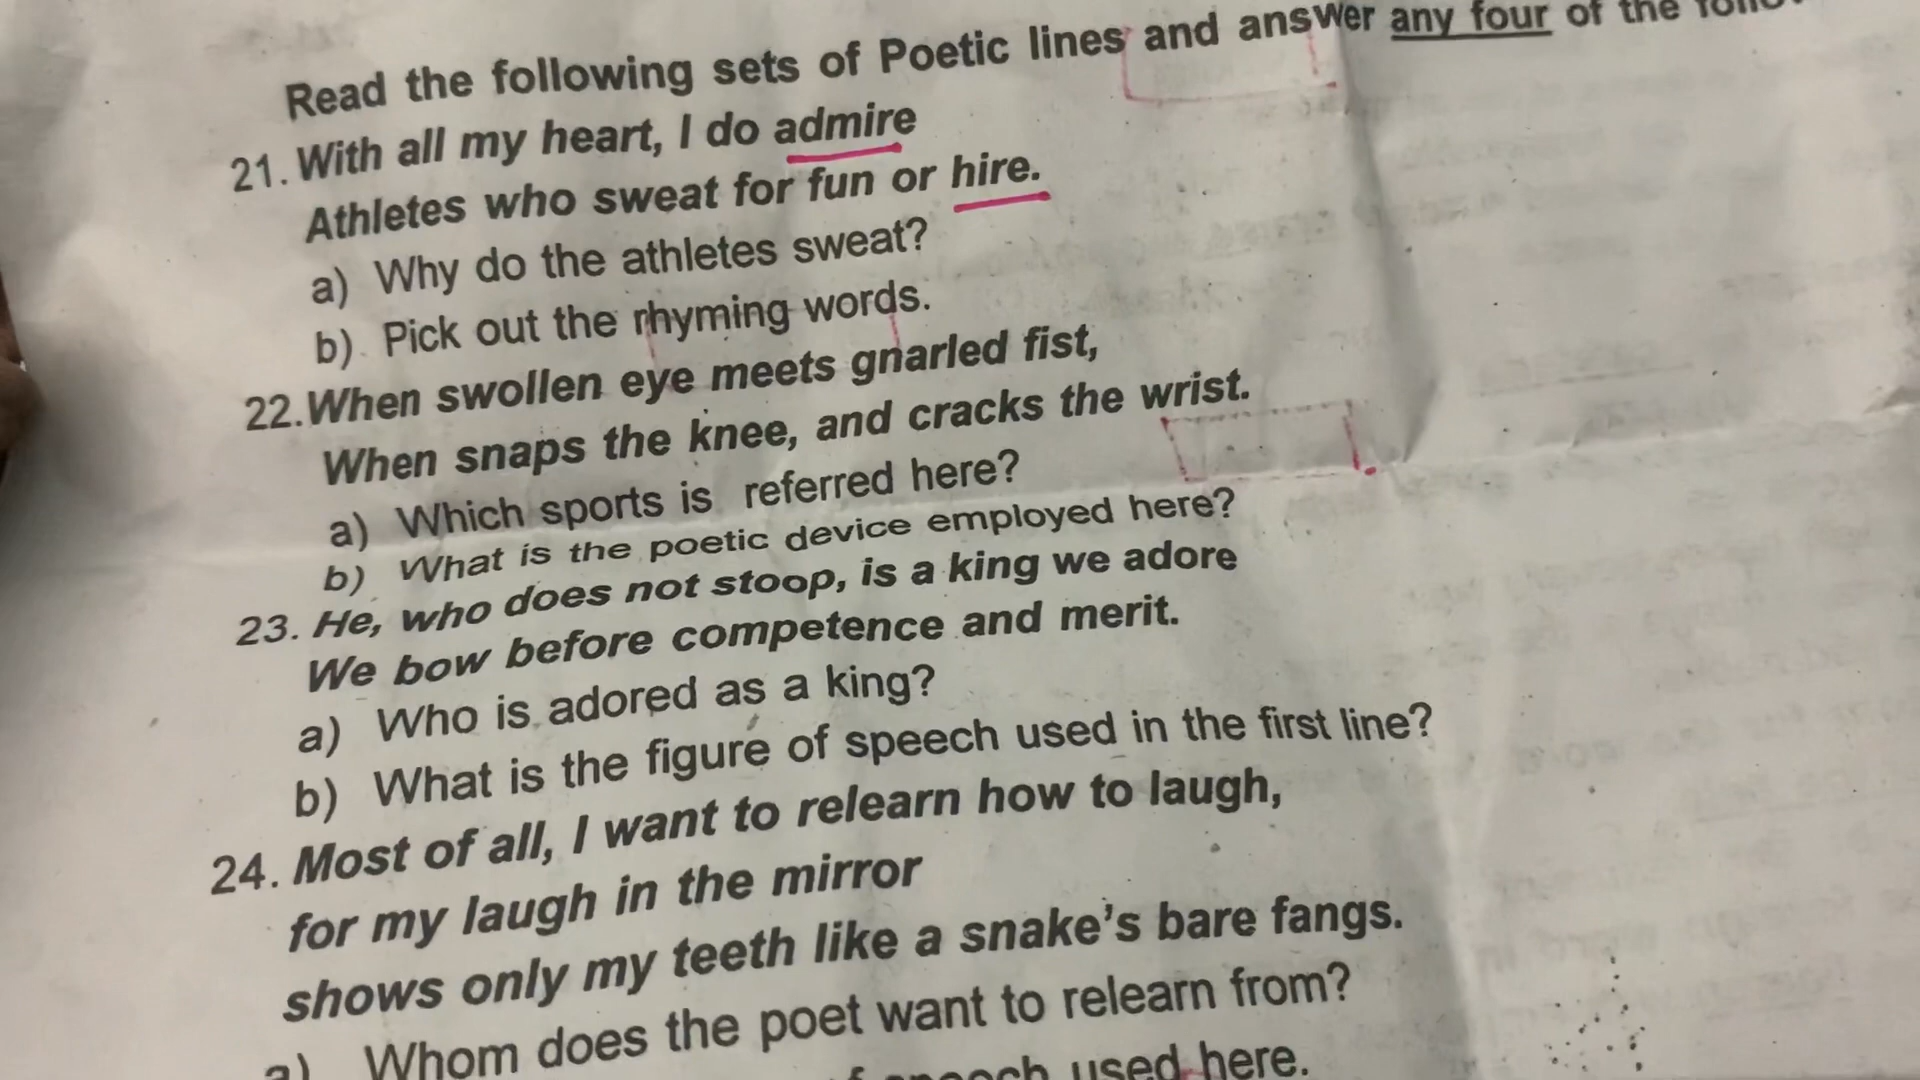 Read the following sets of Poetic lines and answer any four of the
21. With all my heart, I do admire
Athletes who sweat for fun or hire.
a) Why do the athletes sweat?
b) Pick out the rhyming words.
22. When swollen eye meets gnarled fist,
When snaps the knee, and cracks the wrist.
a) Which sports is referred here?
b) What is the poetic device employed here?
23. He, who does not stoop, is a king we adore
We bow before competence and merit.
a) Who is adored as a king?
b) What is the figure of speech used in the first line?
24. Most of all, I want to relearn how to laugh,
for my laugh in the mirror
shows only my teeth like a snake's bare fangs.
a) Whom does the poet want to relearn from?
speech used here.